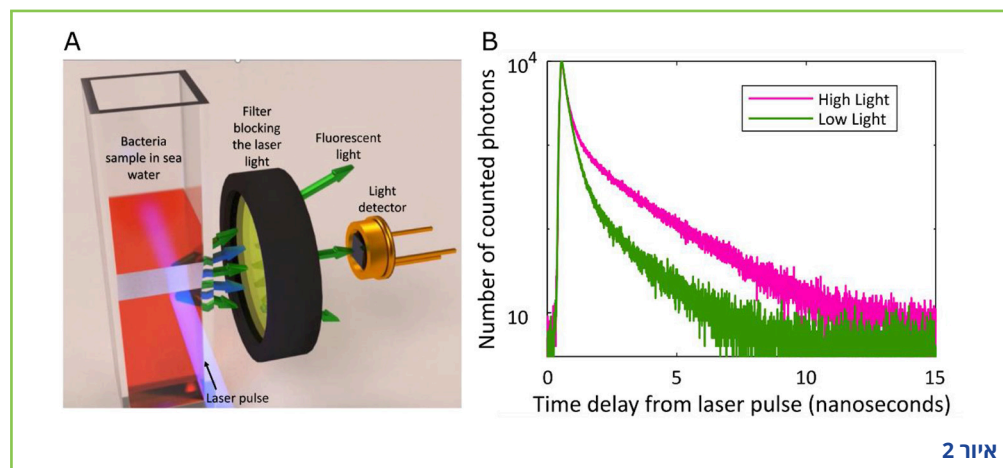 A
Bacteria
sample in sea
water
Filter
blocking
the laser
light
Fluorescent
light
Light
detector
Laser pulse
B
Number of counted photons
10⁴
10
High Light
Low Light
0
5
10
15
Time delay from laser pulse (nanoseconds)
איור 2